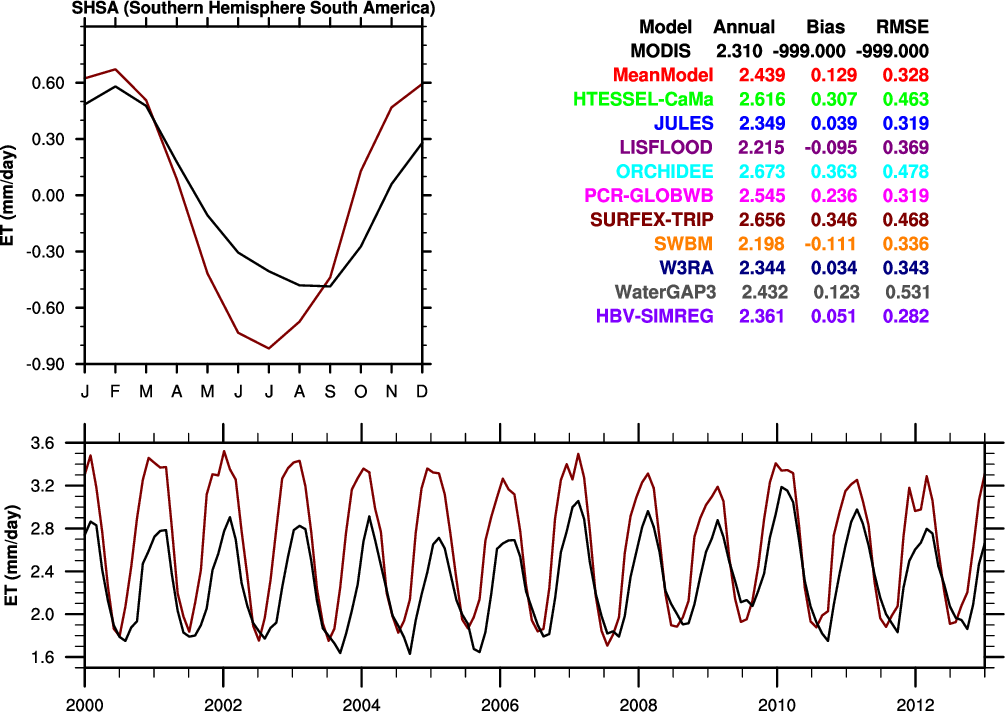 SHSA (Southern Hemisphere South America)
ET (mm/day)
0.60
0.30
0.00
-0.30
-0.60
-0.90
J F M A M J J A S O N D
Model Annual Bias RMSE
MODIS 2.310 -999.000 -999.000
MeanModel 2.439 0.129 0.328
HTESSEL-CaMa 2.616 0.307 0.463
JULES 2.349 0.039 0.319
LISFLOOD 2.215 -0.095 0.369
ORCHIDEE 2.673 0.363 0.478
PCR-GLOBWB 2.545 0.236 0.319
SURFEX-TRIP 2.656 0.346 0.468
SWBM 2.198 -0.111 0.336
W3RA 2.344 0.034 0.343
WaterGAP3 2.432 0.123 0.531
HBV-SIMREG 2.361 0.051 0.282
ET (mm/day)
3.6
3.2
2.8
2.4
2.0
1.6
2000 2002 2004 2006 2008 2010 2012